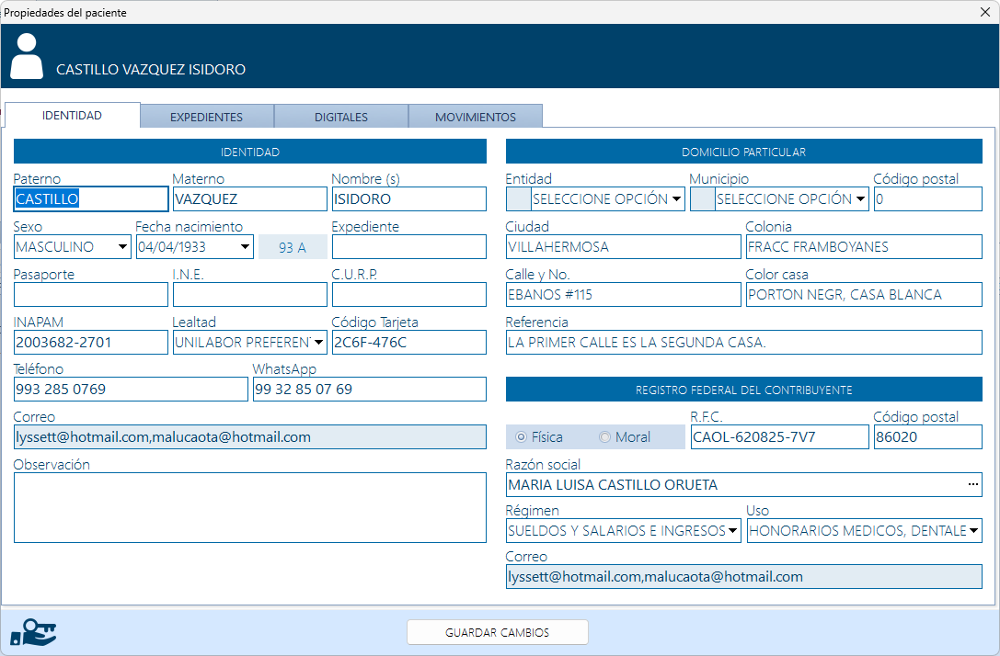 Propiedades del paciente
CASTILLO VAZQUEZ ISIDORO
IDENTIDAD
EXPEDIENTES
DIGITALES
MOVIMIENTOS
IDENTIDAD
Paterno
Materno
Nombre (s)
CASTILLO
VAZQUEZ
ISIDORO
Sexo
Fecha nacimiento
Expediente
MASCULINO
04/04/1933
93 A
Pasaporte
I.N.E.
C.U.R.P.
INAPAM
Lealtad
Código Tarjeta
2003682-2701
UNILABOR PREFEREN
2C6F-476C
Teléfono
WhatsApp
993 285 0769
99 32 85 07 69
Correo
lyssett@hotmail.com,malucaota@hotmail.com
Observación
DOMICILIO PARTICULAR
Entidad
Municipio
Código postal
SELECCIONE OPCIÓN
SELECCIONE OPCIÓN
0
Ciudad
Colonia
VILLAHERMOSA
FRACC FRAMBOYANES
Calle y No.
Color casa
EBANOS #115
PORTON NEGR, CASA BLANCA
Referencia
LA PRIMER CALLE ES LA SEGUNDA CASA.
REGISTRO FEDERAL DEL CONTRIBUYENTE
R.F.C.
Código postal
Física
Moral
CAOL-620825-7V7
86020
Razón social
MARIA LUISA CASTILLO ORUETA
...
Régimen
Uso
SUELDOS Y SALARIOS E INGRESOS
HONORARIOS MEDICOS, DENTALE
Correo
lyssett@hotmail.com,malucaota@hotmail.com
GUARDAR CAMBIOS